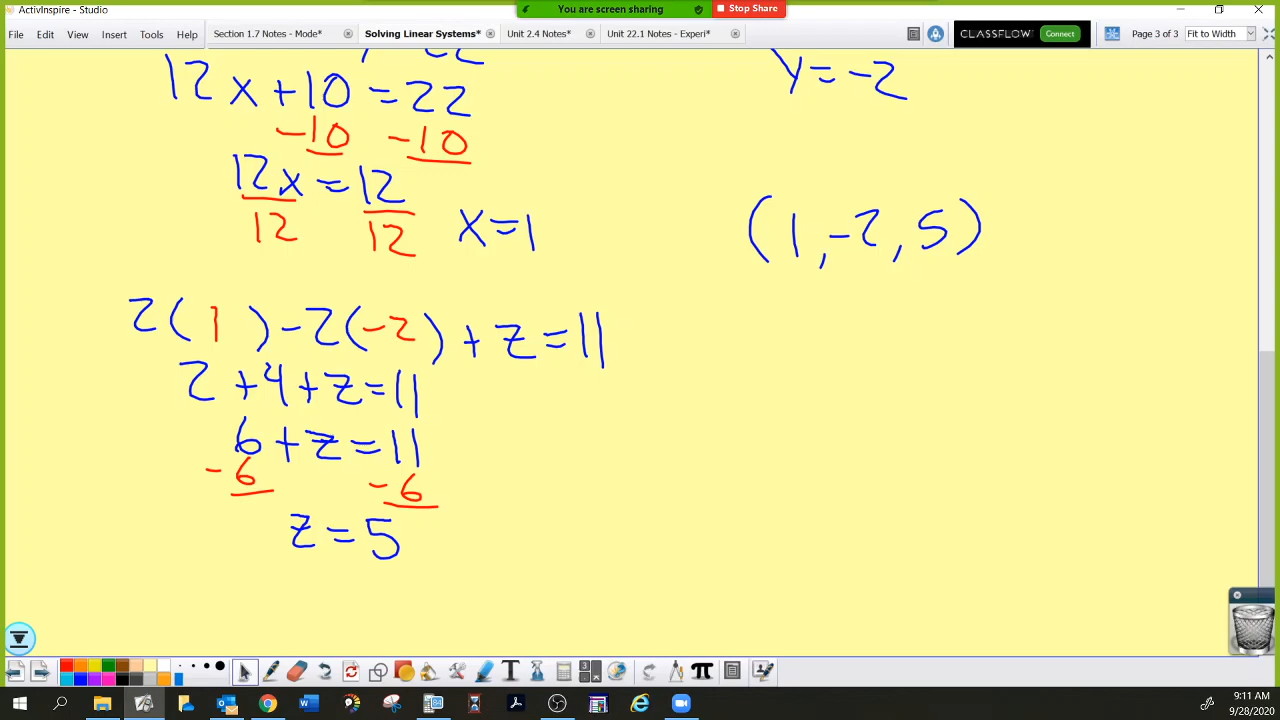 ActivInspire - Studio
You are screen sharing
Stop Share
File Edit View Insert Tools Help
Section 1.7 Notes - Mode*
Solving Linear Systems*
Unit 2.4 Notes*
Unit 22.1 Notes - Experi*
CLASSFLOW
Connect
Page 3 of 3
Fit to Width
12x + 10 = 22
-10 -10
12x = 12
12 12
x = 1
2(1) - 2(-2) + z = 11
2 + 4 + z = 11
6 + z = 11
-6 -6
z = 5
y = -2
(1, -2, 5)
9:11 AM
9/28/2020